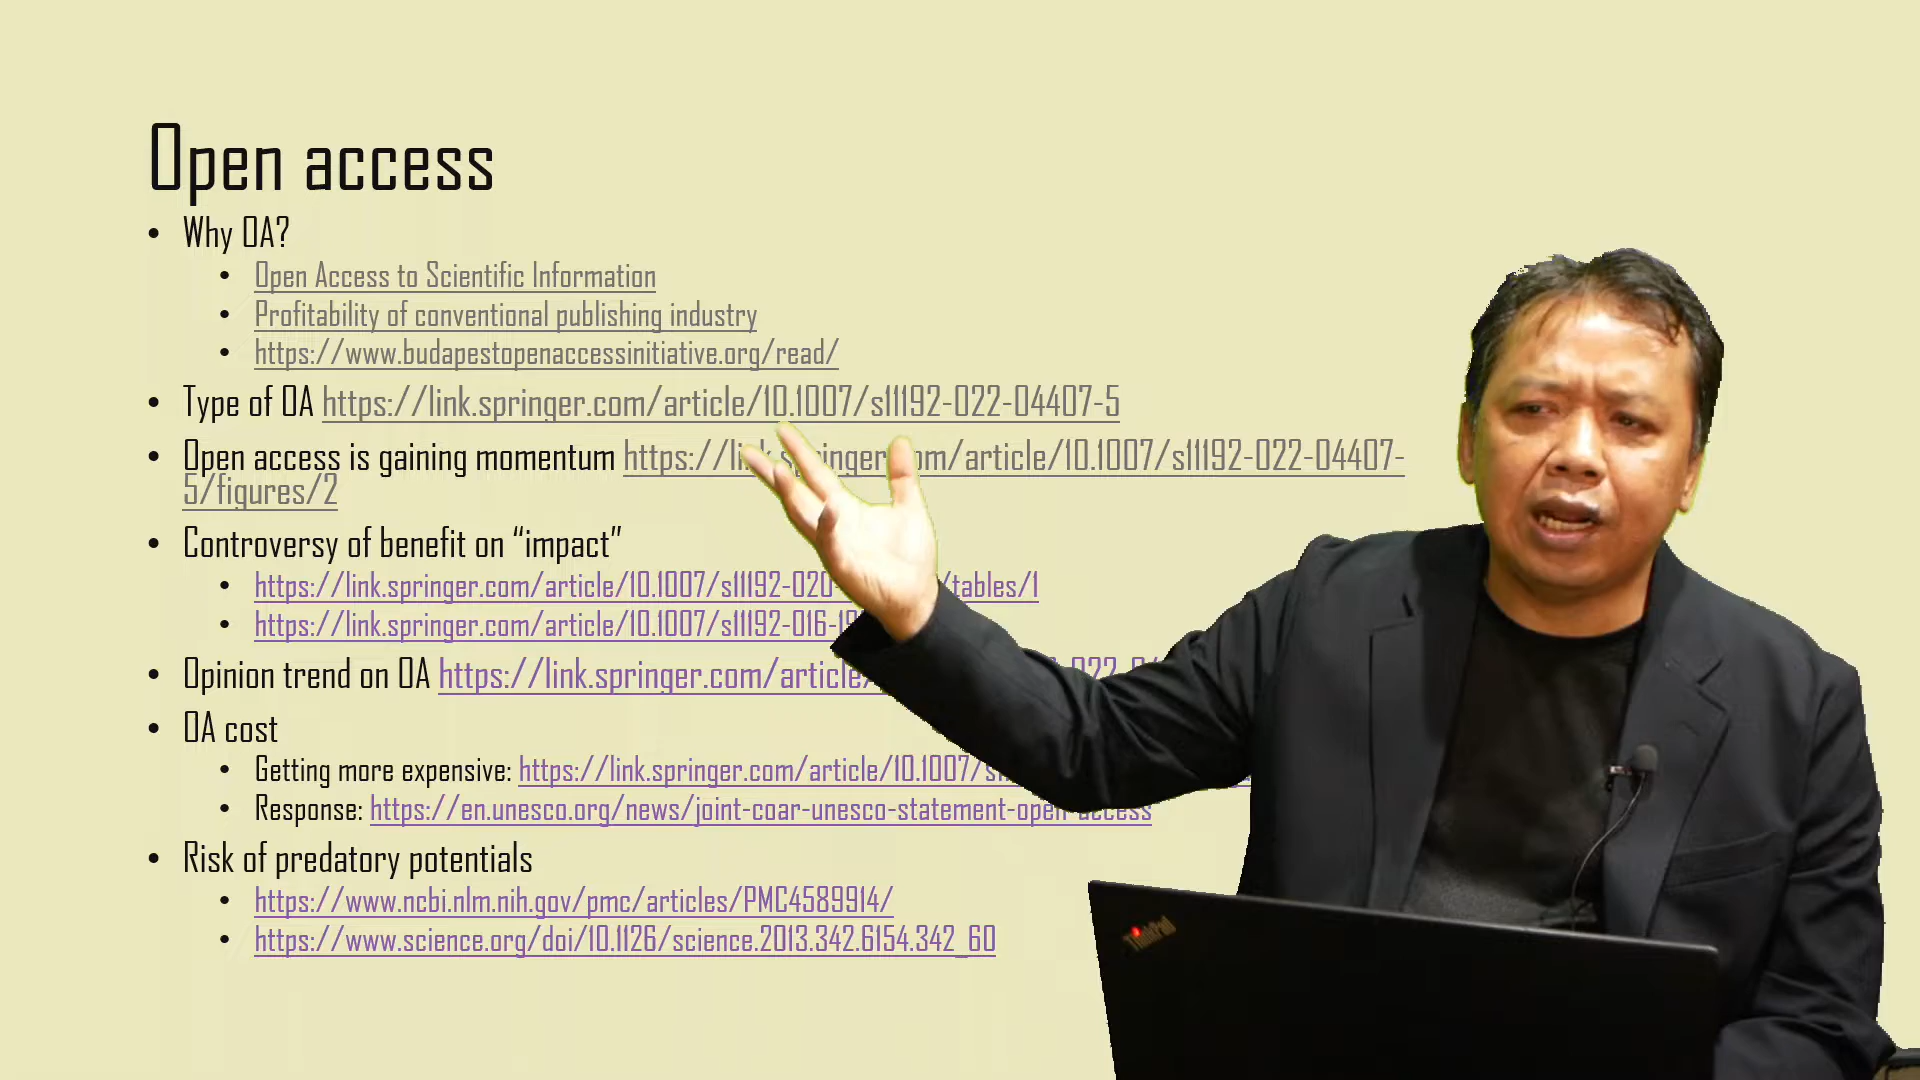 Open access
• Why OA?
• Open Access to Scientific Information
• Profitability of conventional publishing industry
• https://www.budapestopenaccessinitiative.org/read/
• Type of OA https://link.springer.com/article/10.1007/s11192-022-04407-5
• Open access is gaining momentum https://link.springer.com/article/10.1007/s11192-022-04407-
5/figures/2
• Controversy of benefit on “impact”
• https://link.springer.com/article/10.1007/s11192-020- /tables/1
• https://link.springer.com/article/10.1007/s11192-016-
• Opinion trend on OA https://link.springer.com/article
• OA cost
• Getting more expensive: https://link.springer.com/article/10.1007/
• Response: https://en.unesco.org/news/joint-coar-unesco-statement-open-access
• Risk of predatory potentials
• https://www.ncbi.nlm.nih.gov/pmc/articles/PMC4589914/
• https://www.science.org/doi/10.1126/science.2013.342.6154.342_60
ThinkPad